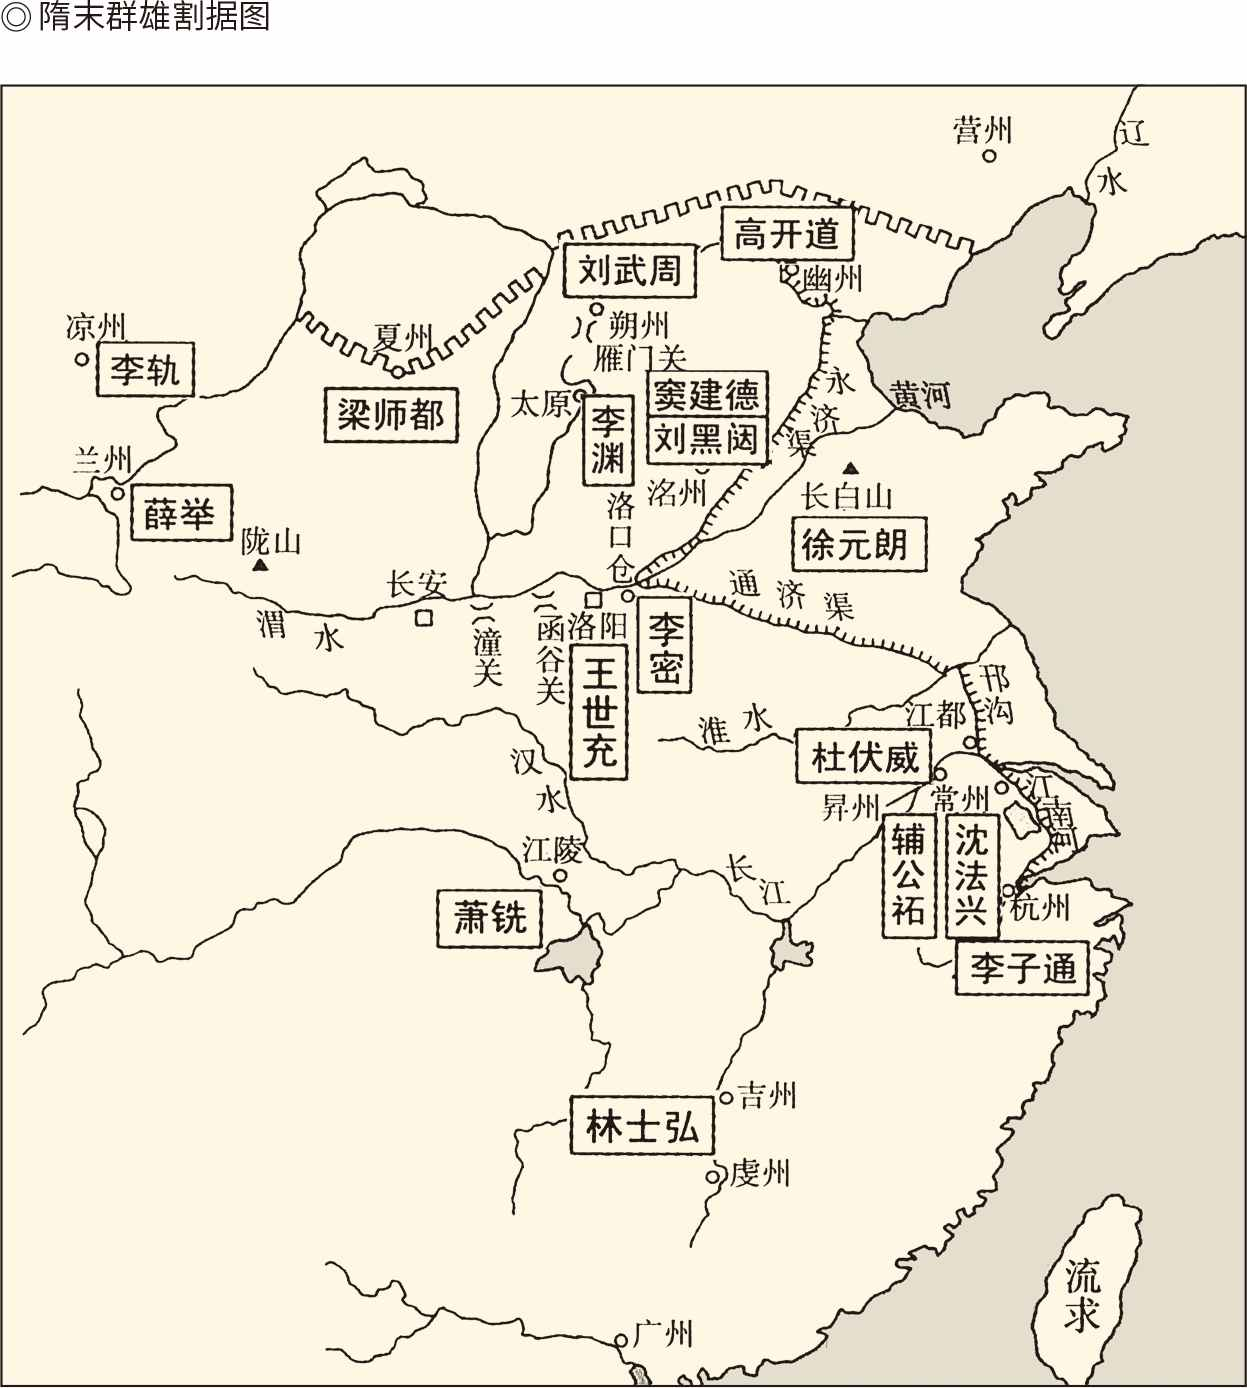 ◎ 隋末群雄割据图
营州
辽水
高开道
刘武周
幽州
朔州
雁门关
凉州
李轨
夏州
梁师都
太原
李渊
窦建德
刘黑闼
永济渠
黄河
洺州
长白山
徐元朗
兰州
薛举
陇山
洛口仓
长安
渭水
潼关
函谷关
洛阳
王世充
李密
通济渠
邗沟
江都
淮水
杜伏威
汉水
昇州
常州
江南河
江陵
长江
辅公祏
沈法兴
杭州
萧铣
李子通
吉州
林士弘
虔州
流求
广州